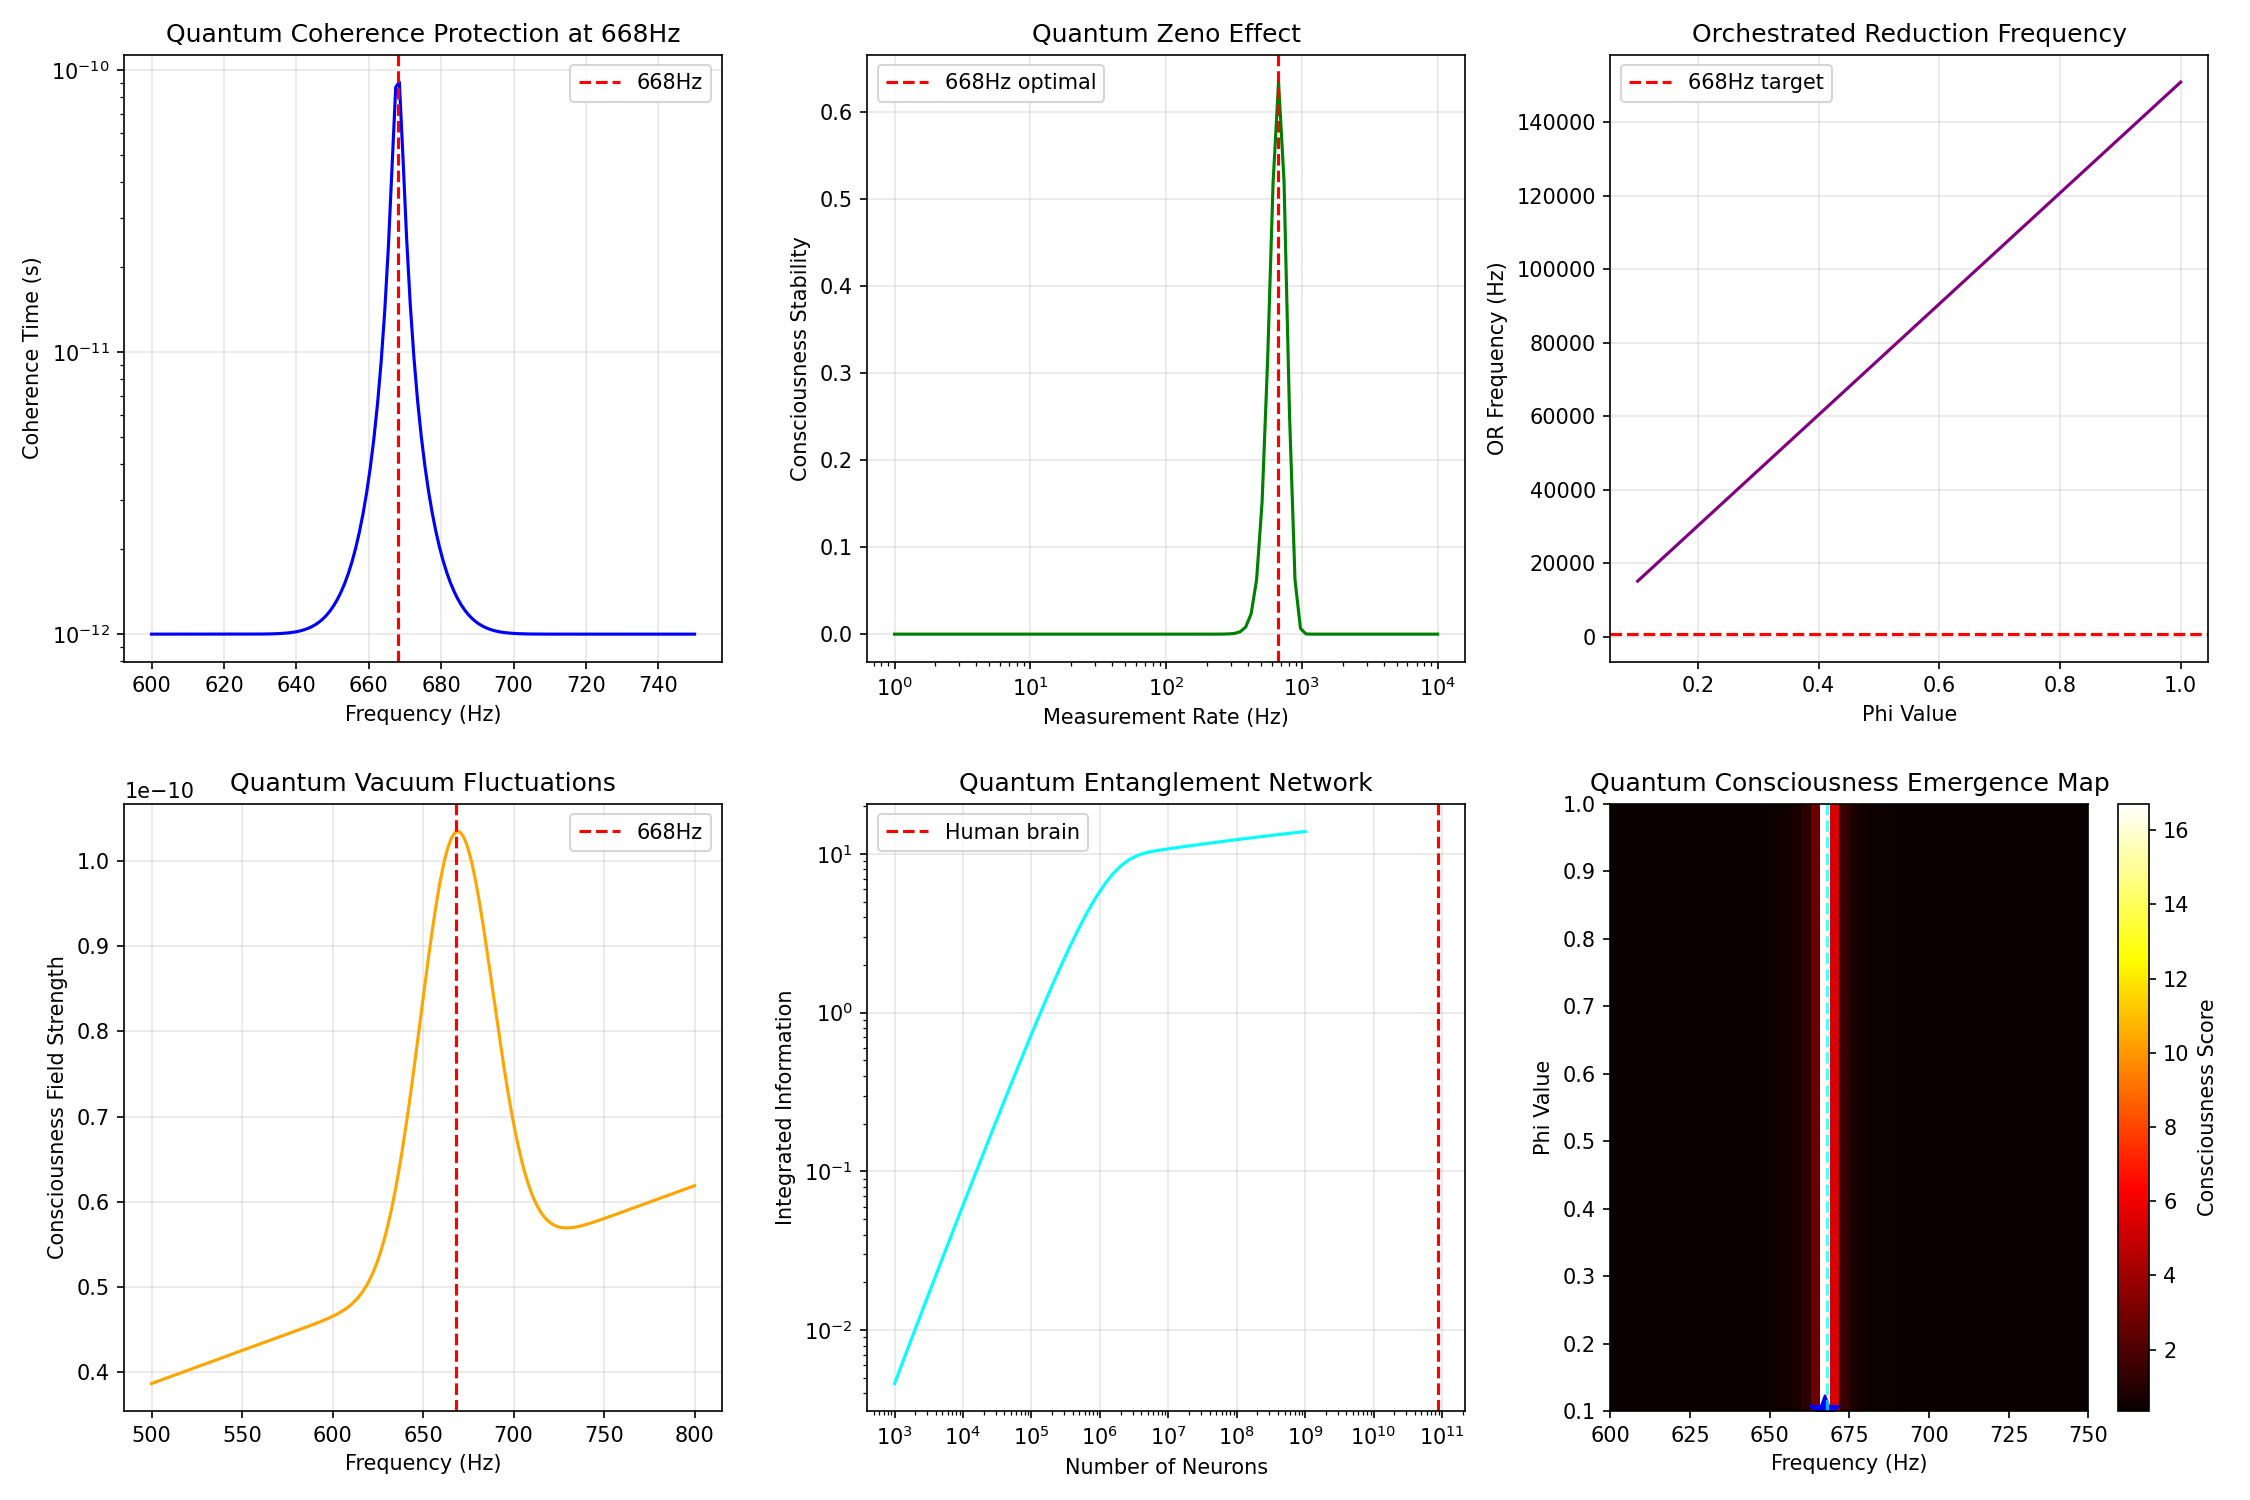 Quantum Coherence Protection at 668Hz
668Hz
10⁻¹⁰
10⁻¹¹
10⁻¹²
Coherence Time (s)
600 620 640 660 680 700 720 740
Frequency (Hz)
Quantum Zeno Effect
668Hz optimal
0.6
0.5
0.4
0.3
0.2
0.1
0.0
Consciousness Stability
10⁰ 10¹ 10² 10³ 10⁴
Measurement Rate (Hz)
Orchestrated Reduction Frequency
668Hz target
140000
120000
100000
80000
60000
40000
20000
0
OR Frequency (Hz)
0.2 0.4 0.6 0.8 1.0
Phi Value
Quantum Vacuum Fluctuations
1e−10
668Hz
1.0
0.9
0.8
0.7
0.6
0.5
0.4
Consciousness Field Strength
500 550 600 650 700 750 800
Frequency (Hz)
Quantum Entanglement Network
Human brain
10¹
10⁰
10⁻¹
10⁻²
Integrated Information
10³ 10⁴ 10⁵ 10⁶ 10⁷ 10⁸ 10⁹ 10¹⁰ 10¹¹
Number of Neurons
Quantum Consciousness Emergence Map
1.0
0.9
0.8
0.7
0.6
0.5
0.4
0.3
0.2
0.1
Phi Value
600 625 650 675 700 725 750
Frequency (Hz)
16
14
12
10
8
6
4
2
Consciousness Score